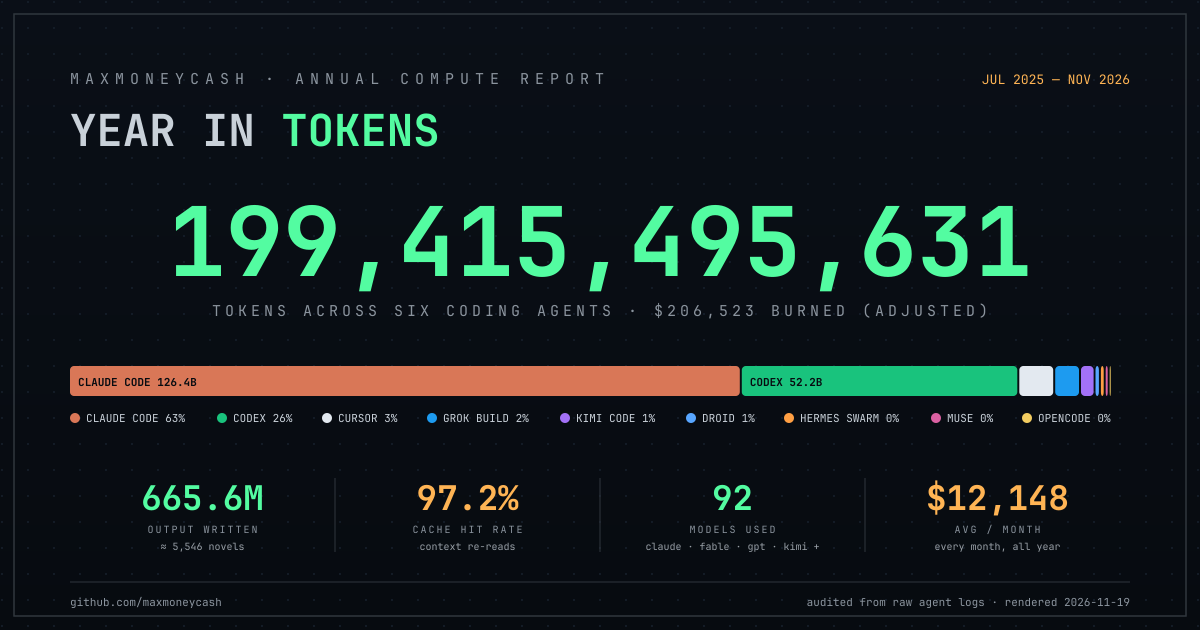 MAXMONEYCASH · ANNUAL COMPUTE REPORT
JUL 2025 — NOV 2026
YEAR IN TOKENS
199,415,495,631
TOKENS ACROSS SIX CODING AGENTS · $206,523 BURNED (ADJUSTED)
CLAUDE CODE 126.4B
CODEX 52.2B
CLAUDE CODE 63%
CODEX 26%
CURSOR 3%
GROK BUILD 2%
KIMI CODE 1%
DROID 1%
HERMES SWARM 0%
MUSE 0%
OPENCODE 0%
665.6M
OUTPUT WRITTEN
≈ 5,546 novels
97.2%
CACHE HIT RATE
context re-reads
92
MODELS USED
claude · fable · gpt · kimi +
$12,148
AVG / MONTH
every month, all year
github.com/maxmoneycash
audited from raw agent logs · rendered 2026-11-19